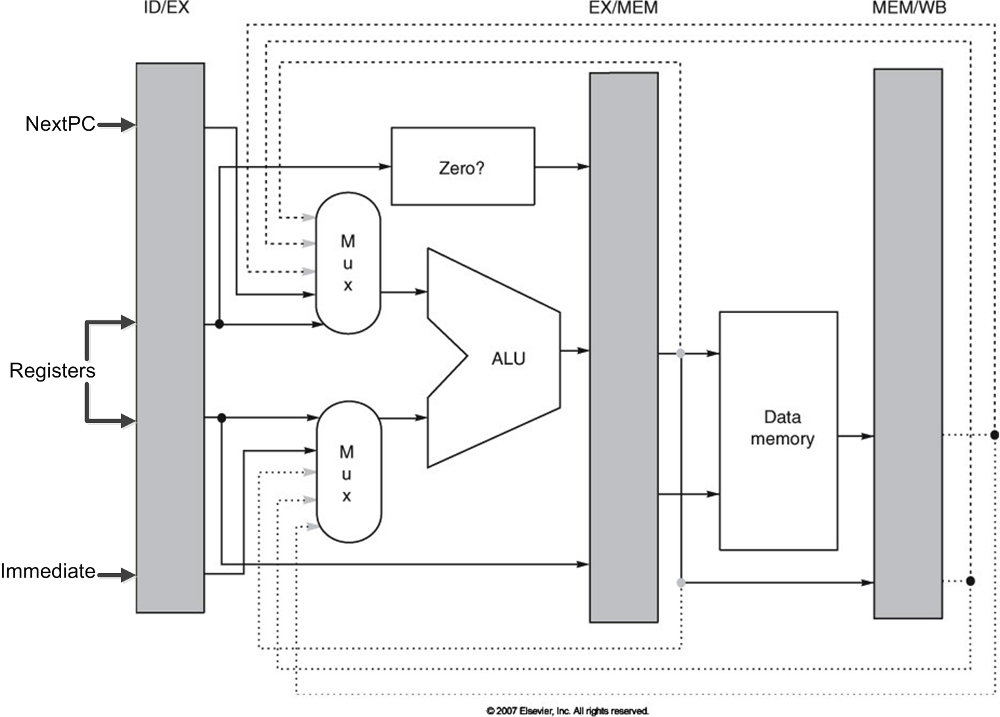 ID/EX
EX/MEM
MEM/WB
NextPC
Zero?
M
u
x
ALU
Registers
Data
memory
M
u
x
Immediate
© 2007 Elsevier, Inc. All rights reserved.